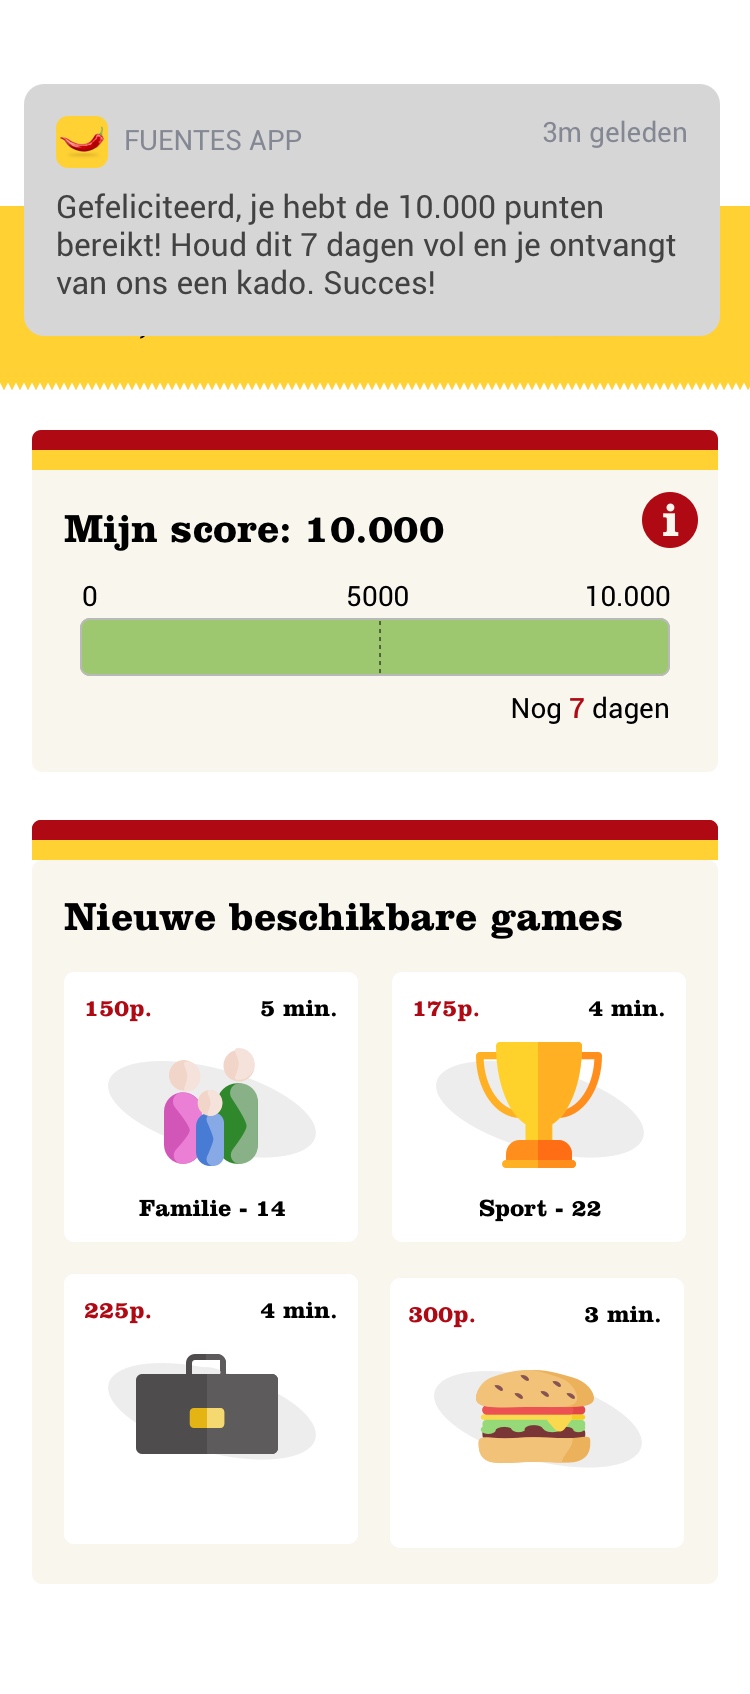 FUENTES APP
3m geleden
Gefeliciteerd, je hebt de 10.000 punten
bereikt! Houd dit 7 dagen vol en je ontvangt
van ons een kado. Succes!
Mijn score: 10.000
i
0 5000 10.000
Nog 7 dagen
Nieuwe beschikbare games
150p. 5 min.
Familie - 14
175p. 4 min.
Sport - 22
225p. 4 min.
300p. 3 min.